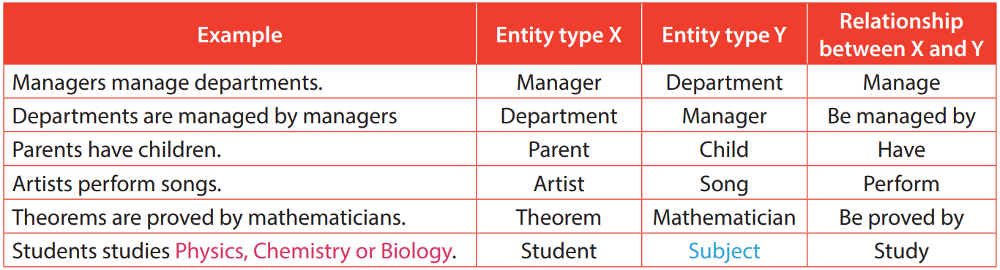 Example Entity type X Entity type Y Relationship between X and Y
Managers manage departments. Manager Department Manage
Departments are managed by managers Department Manager Be managed by
Parents have children. Parent Child Have
Artists perform songs. Artist Song Perform
Theorems are proved by mathematicians. Theorem Mathematician Be proved by
Students studies Physics, Chemistry or Biology. Student Subject Study